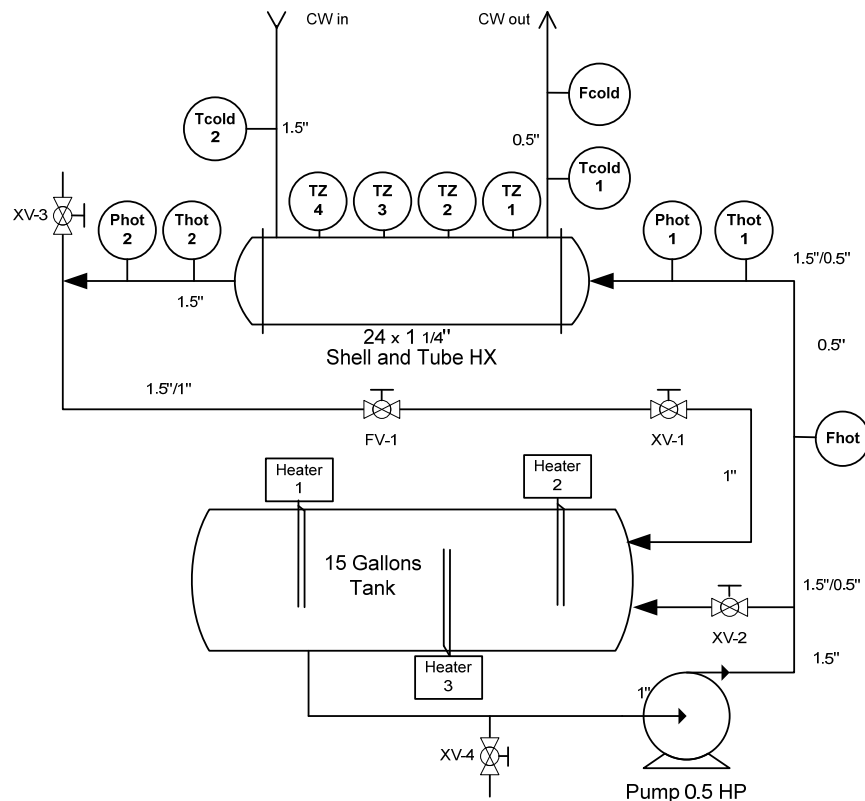 CW in
CW out
Fcold
Tcold
2
1.5"
0.5"
Tcold
1
TZ
4
TZ
3
TZ
2
TZ
1
XV-3
Phot
2
Thot
2
Phot
1
Thot
1
1.5"/0.5"
1.5"
24 x 1 1/4"
Shell and Tube HX
0.5"
1.5"/1"
FV-1
XV-1
Fhot
Heater
1
Heater
2
1"
15 Gallons
Tank
1.5"/0.5"
XV-2
Heater
3
1"
1.5"
XV-4
Pump 0.5 HP